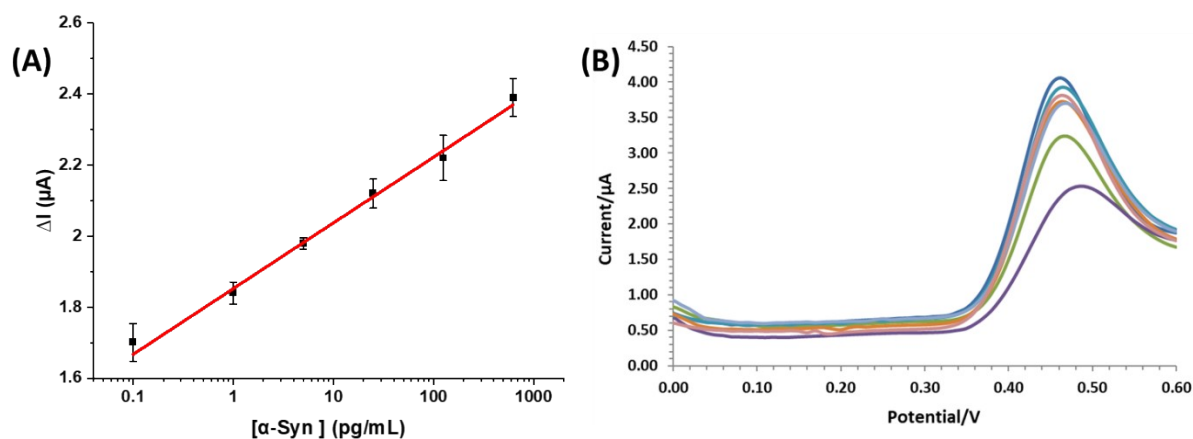 (A)
2.6
2.4
2.2
2
1.8
1.6
ΔI (µA)
0.1 1 10 100 1000
[α-Syn ] (pg/mL)
(B)
4.50
4.00
3.50
3.00
2.50
2.00
1.50
1.00
0.50
0.00
Current/µA
0.00 0.10 0.20 0.30 0.40 0.50 0.60
Potential/V